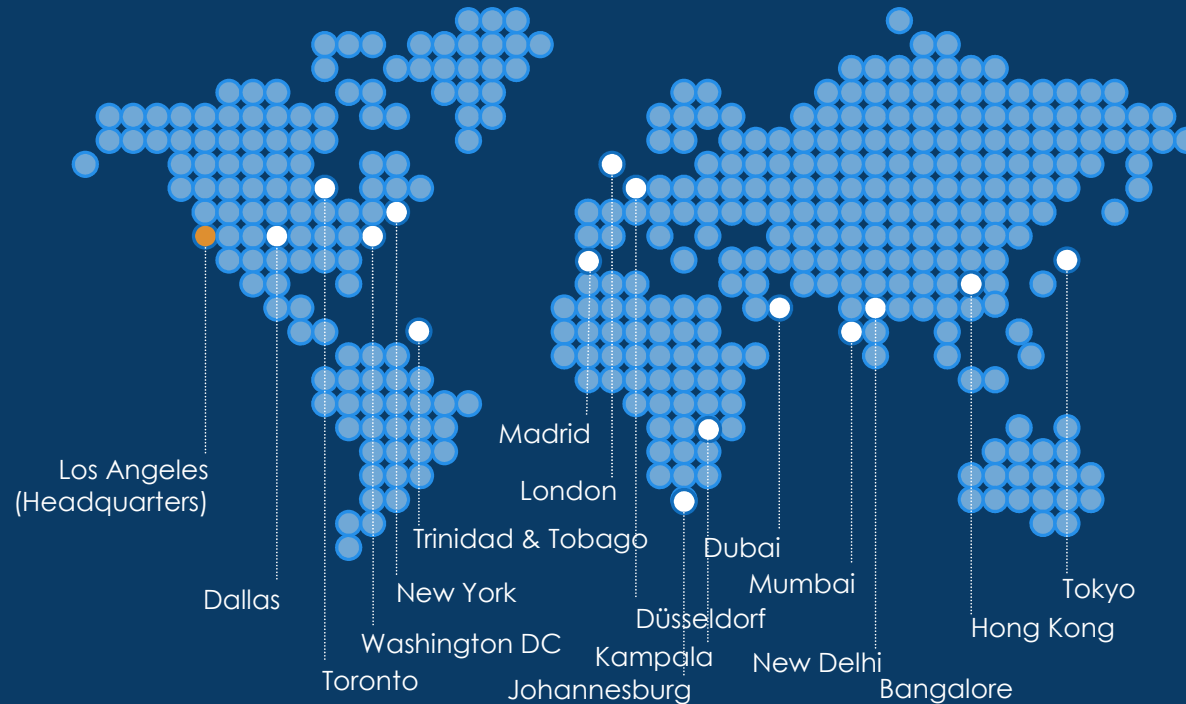 Madrid
Los Angeles
(Headquarters)
London
Trinidad & Tobago
Dubai
Mumbai
Dallas
New York
Tokyo
Düsseldorf
Hong Kong
Washington DC
Kampala
New Delhi
Toronto
Johannesburg
Bangalore